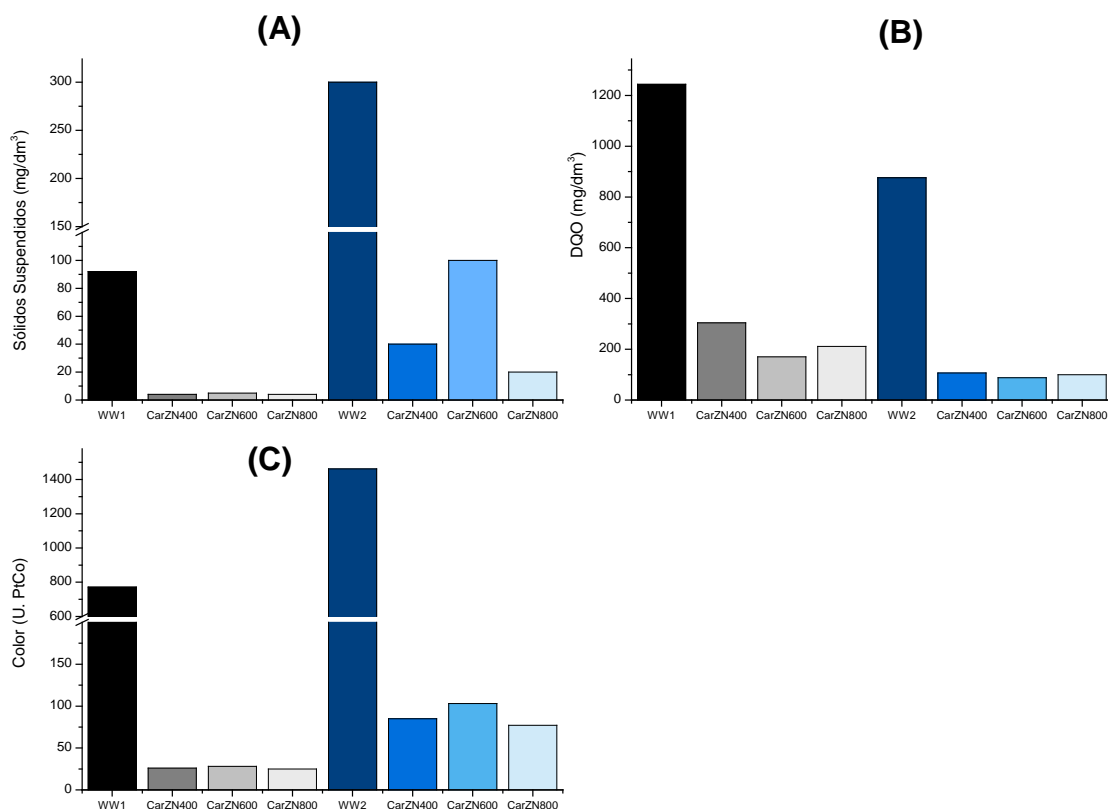 (A)
Sólidos Suspendidos (mg/dm³)
300
250
200
150
100
80
60
40
20
0
WW1 CarZN400 CarZN600 CarZN800 WW2 CarZN400 CarZN600 CarZN800
(B)
DQO (mg/dm³)
1200
1000
800
600
400
200
0
WW1 CarZN400 CarZN600 CarZN800 WW2 CarZN400 CarZN600 CarZN800
(C)
Color (U. PtCo)
1400
1200
1000
800
600
150
100
50
0
WW1 CarZN400 CarZN600 CarZN800 WW2 CarZN400 CarZN600 CarZN800